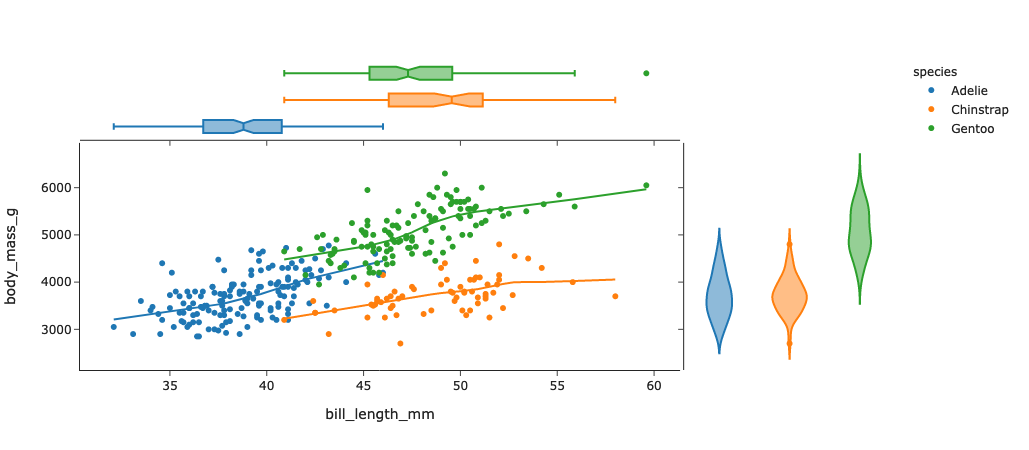 species
Adelie
Chinstrap
Gentoo
6000
5000
4000
3000
body_mass_g
35 40 45 50 55 60
bill_length_mm